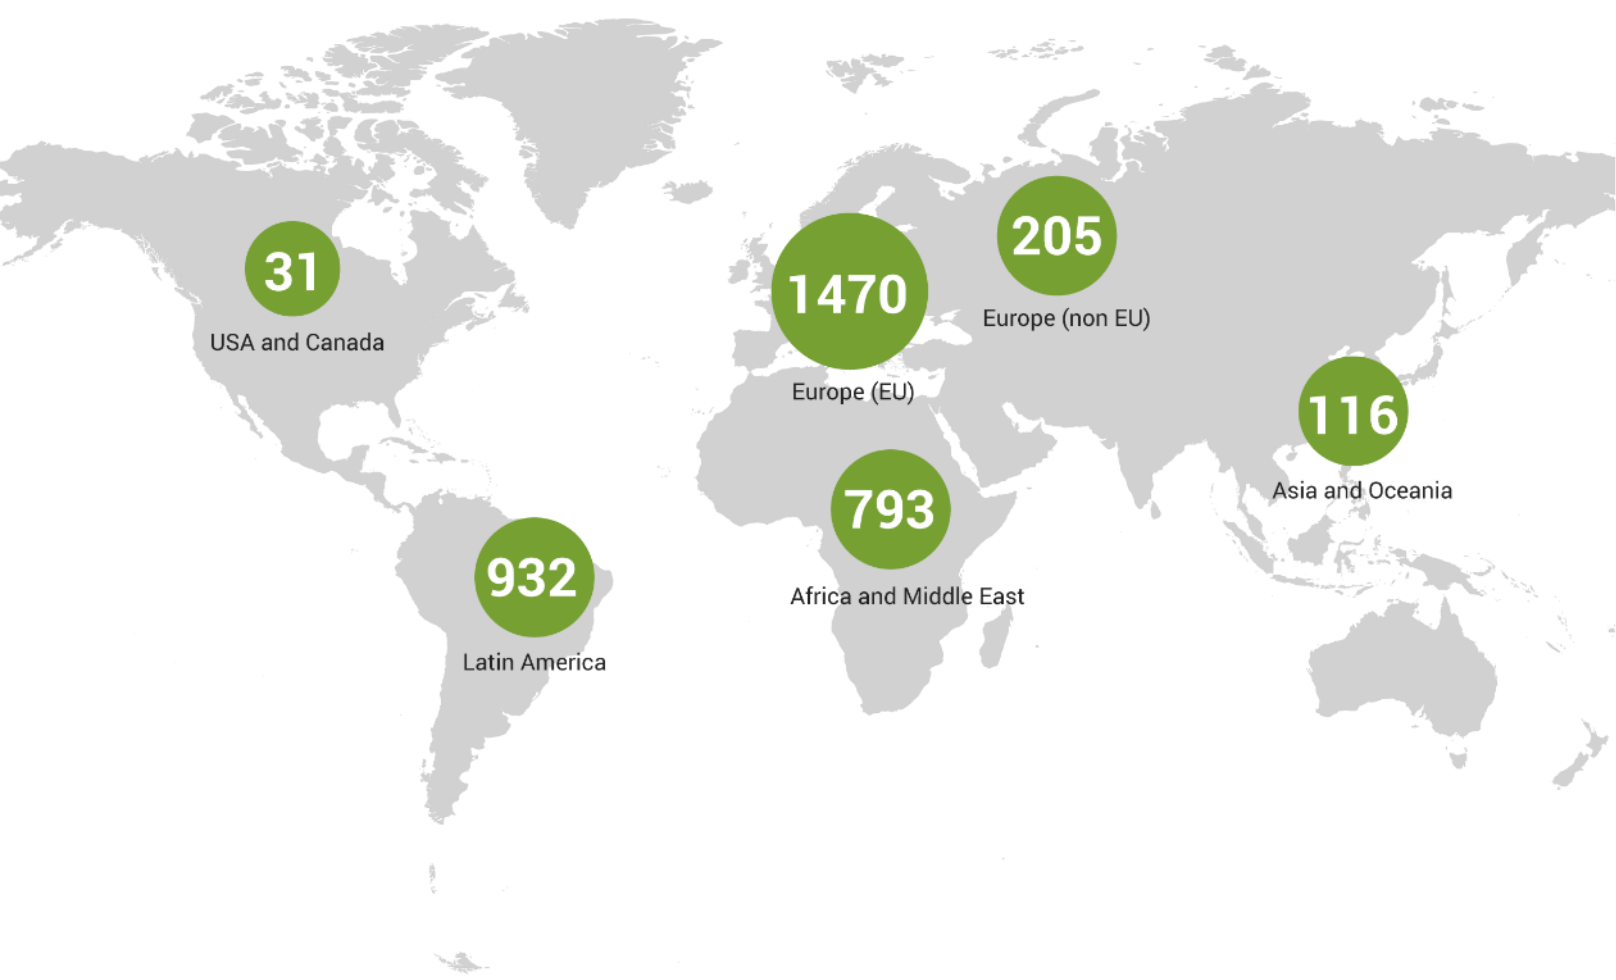 31
USA and Canada
1470
Europe (EU)
205
Europe (non EU)
116
Asia and Oceania
793
Africa and Middle East
932
Latin America